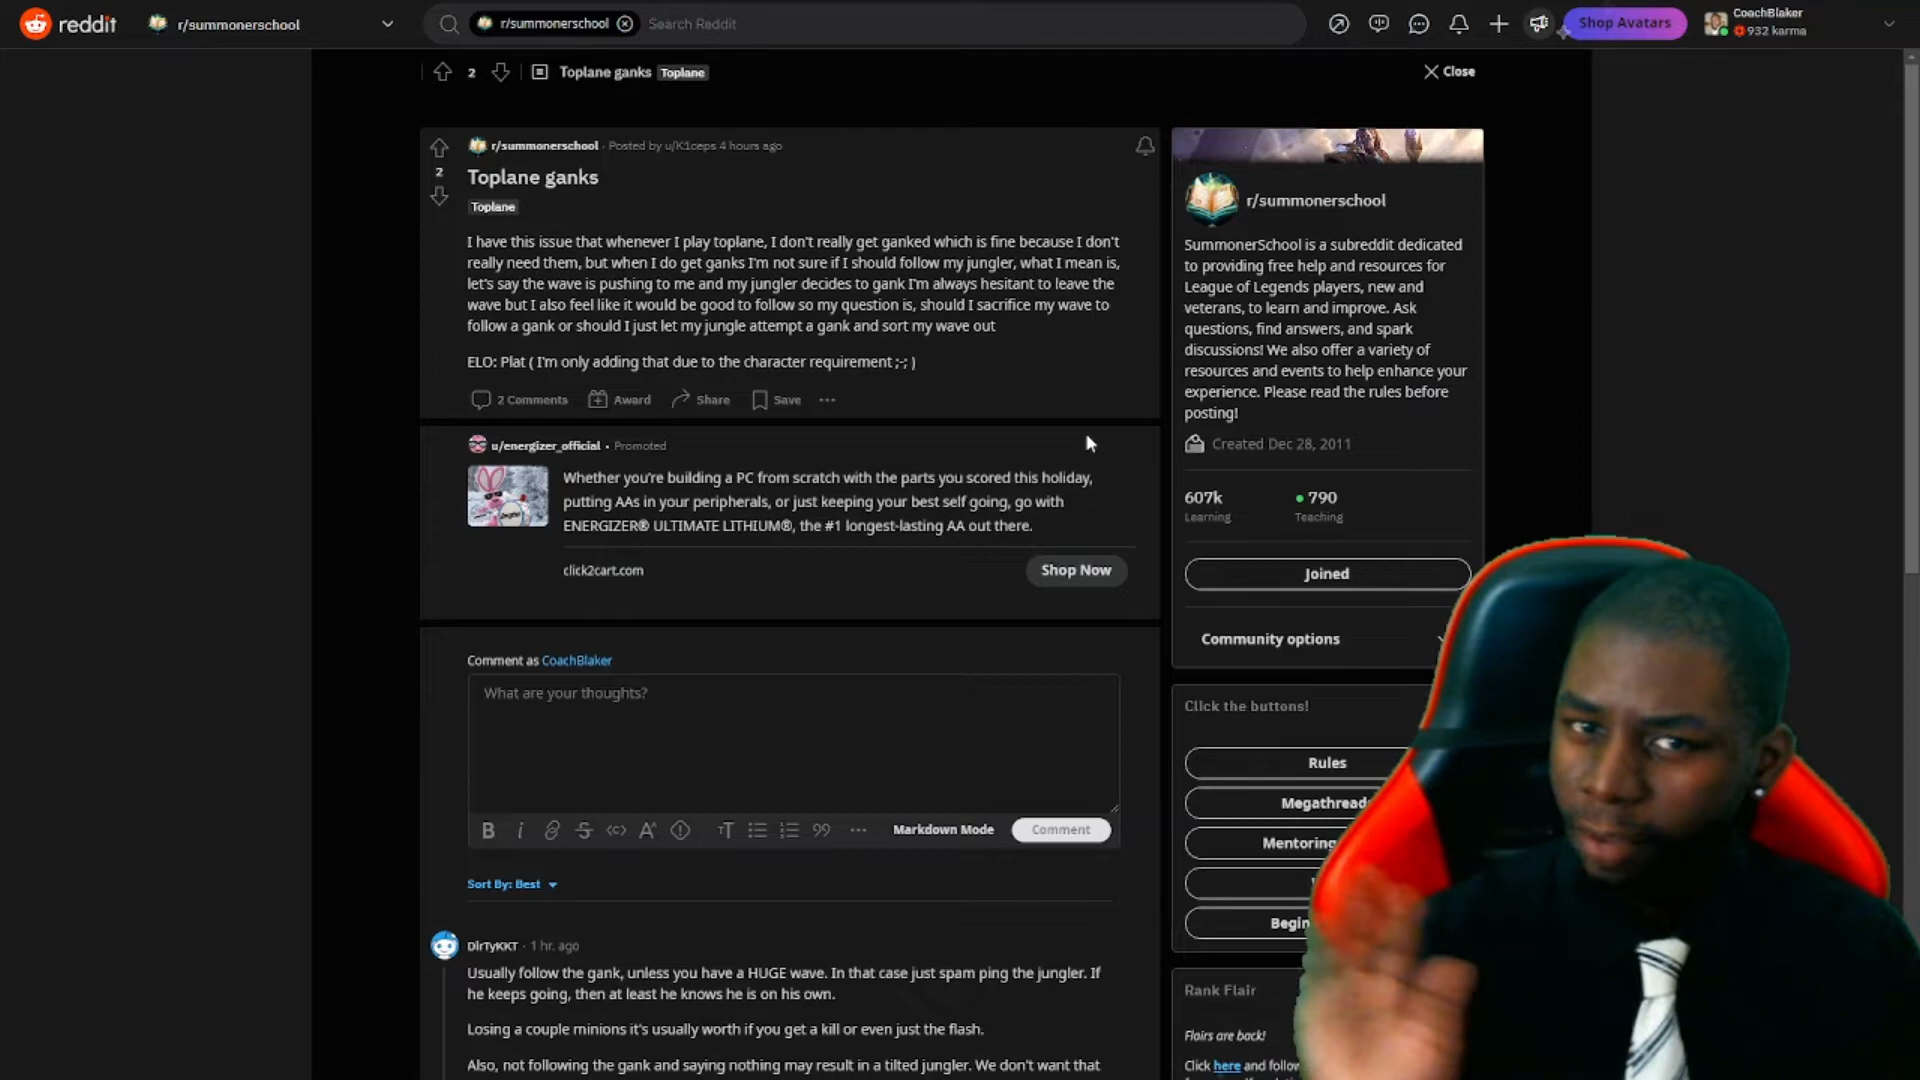 reddit
r/summonerschool
r/summonerschool
Search Reddit
Shop Avatars
CoachBlaker
932 karma
2
Toplane ganks
Toplane
Close
r/summonerschool · Posted by u/K1ceps 4 hours ago
2
Toplane ganks
Toplane
I have this issue that whenever I play toplane, I don't really get ganked which is fine because I don't
really need them, but when I do get ganks I'm not sure if I should follow my jungler, what I mean is,
let's say the wave is pushing to me and my jungler decides to gank I'm always hesitant to leave the
wave but I also feel like it would be good to follow so my question is, should I sacrifice my wave to
follow a gank or should I just let my jungle attempt a gank and sort my wave out
ELO: Plat ( I'm only adding that due to the character requirement ;-; )
2 Comments
Award
Share
Save
u/energizer_official • Promoted
Whether you're building a PC from scratch with the parts you scored this holiday,
putting AAs in your peripherals, or just keeping your best self going, go with
ENERGIZER® ULTIMATE LITHIUM®, the #1 longest-lasting AA out there.
click2cart.com
Shop Now
Comment as CoachBlaker
What are your thoughts?
Markdown Mode
Comment
Sort By: Best
DirTyKKT · 1 hr. ago
Usually follow the gank, unless you have a HUGE wave. In that case just spam ping the jungler. If
he keeps going, then at least he knows he is on his own.
Losing a couple minions it's usually worth if you get a kill or even just the flash.
Also, not following the gank and saying nothing may result in a tilted jungler. We don't want that
r/summonerschool
SummonerSchool is a subreddit dedicated
to providing free help and resources for
League of Legends players, new and
veterans, to learn and improve. Ask
questions, find answers, and spark
discussions! We also offer a variety of
resources and events to help enhance your
experience. Please read the rules before
posting!
Created Dec 28, 2011
607k
Learning
790
Teaching
Joined
Community options
Click the buttons!
Rules
Megathread
Mentoring
Begin
Rank Flair
Flairs are back!
Click here and follow